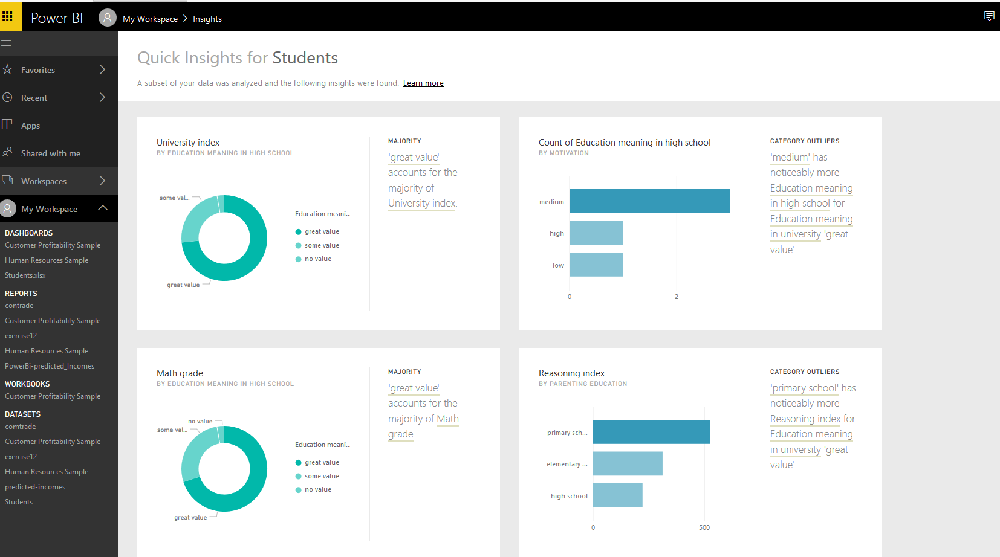 Power BI
My Workspace > Insights
Favorites
Recent
Apps
Shared with me
Workspaces
My Workspace
DASHBOARDS
Customer Profitability Sample
Human Resources Sample
Students.xlsx
REPORTS
contrade
Customer Profitability Sample
exercise12
Human Resources Sample
PowerBi-predicted_Incomes
WORKBOOKS
Customer Profitability Sample
DATASETS
comtrade
Customer Profitability Sample
exercise12
Human Resources Sample
predicted-incomes
Students
Quick Insights for Students
A subset of your data was analyzed and the following insights were found. Learn more
University index
BY EDUCATION MEANING IN HIGH SCHOOL
some val...
great value
Education meani..
great value
some value
no value
MAJORITY
'great value'
accounts for the
majority of
University index.
Count of Education meaning in high school
BY MOTIVATION
medium
high
low
0
2
CATEGORY OUTLIERS
'medium' has
noticeably more
Education meaning
in high school for
Education meaning
in university 'great
value'.
Math grade
BY EDUCATION MEANING IN HIGH SCHOOL
no value
some val...
great value
Education meani..
great value
some value
no value
MAJORITY
'great value'
accounts for the
majority of Math
grade.
Reasoning index
BY PARENTING EDUCATION
primary sch...
elementary ...
high school
0
500
CATEGORY OUTLIERS
'primary school' has
noticeably more
Reasoning index for
Education meaning
in university 'great
value'.